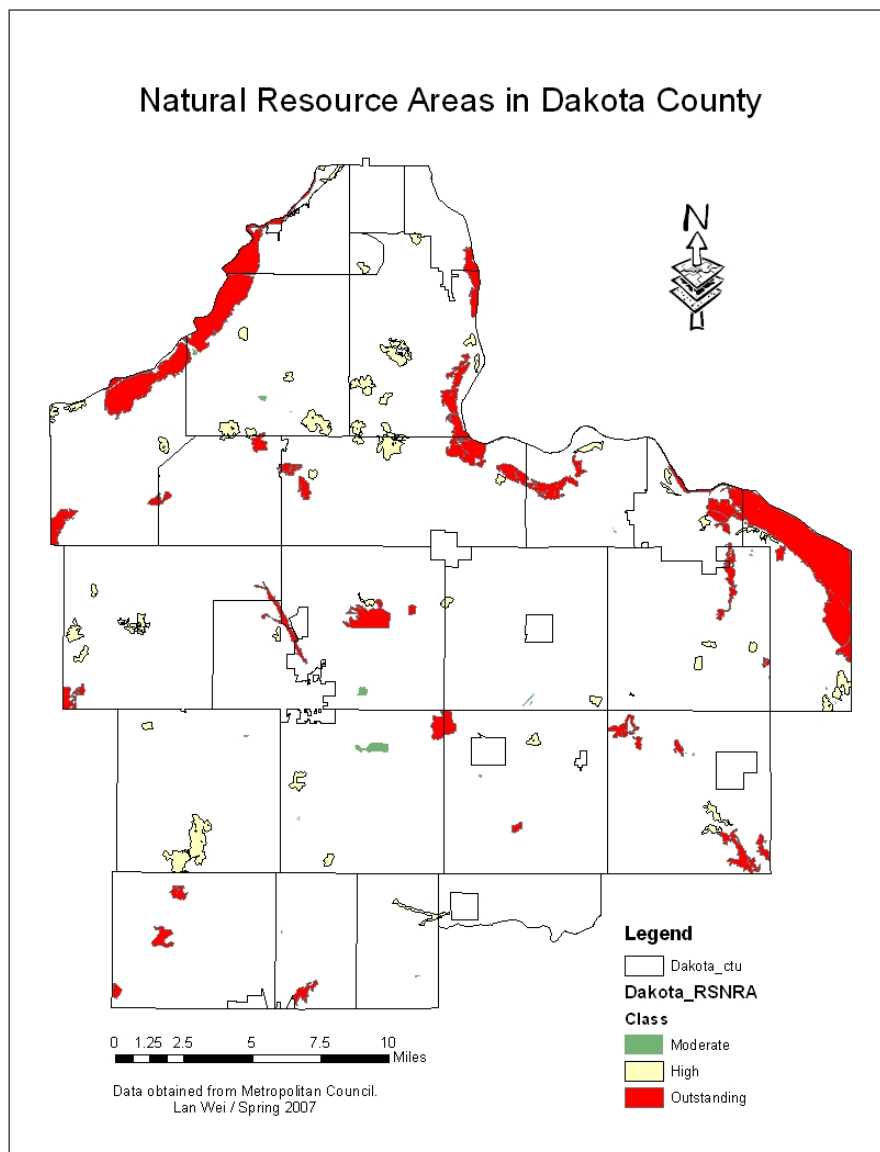 Natural Resource Areas in Dakota County
N
Legend
Dakota_ctu
Dakota_RSNRA
Class
Moderate
High
Outstanding
0 1.25 2.5 5 7.5 10
Miles
Data obtained from Metropolitan Council.
Lan Wei / Spring 2007